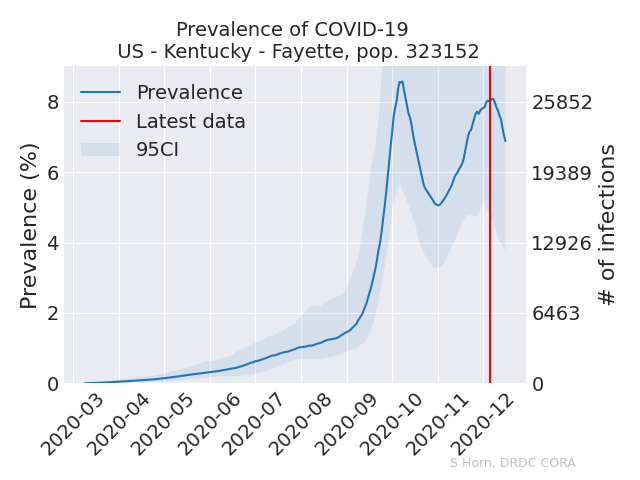 Prevalence of COVID-19
US - Kentucky - Fayette, pop. 323152
Prevalence
Latest data
95CI
Prevalence (%)
8
6
4
2
0
25852
19389
12926
6463
0
# of infections
2020-03
2020-04
2020-05
2020-06
2020-07
2020-08
2020-09
2020-10
2020-11
2020-12
S Horn, DRDC CORA